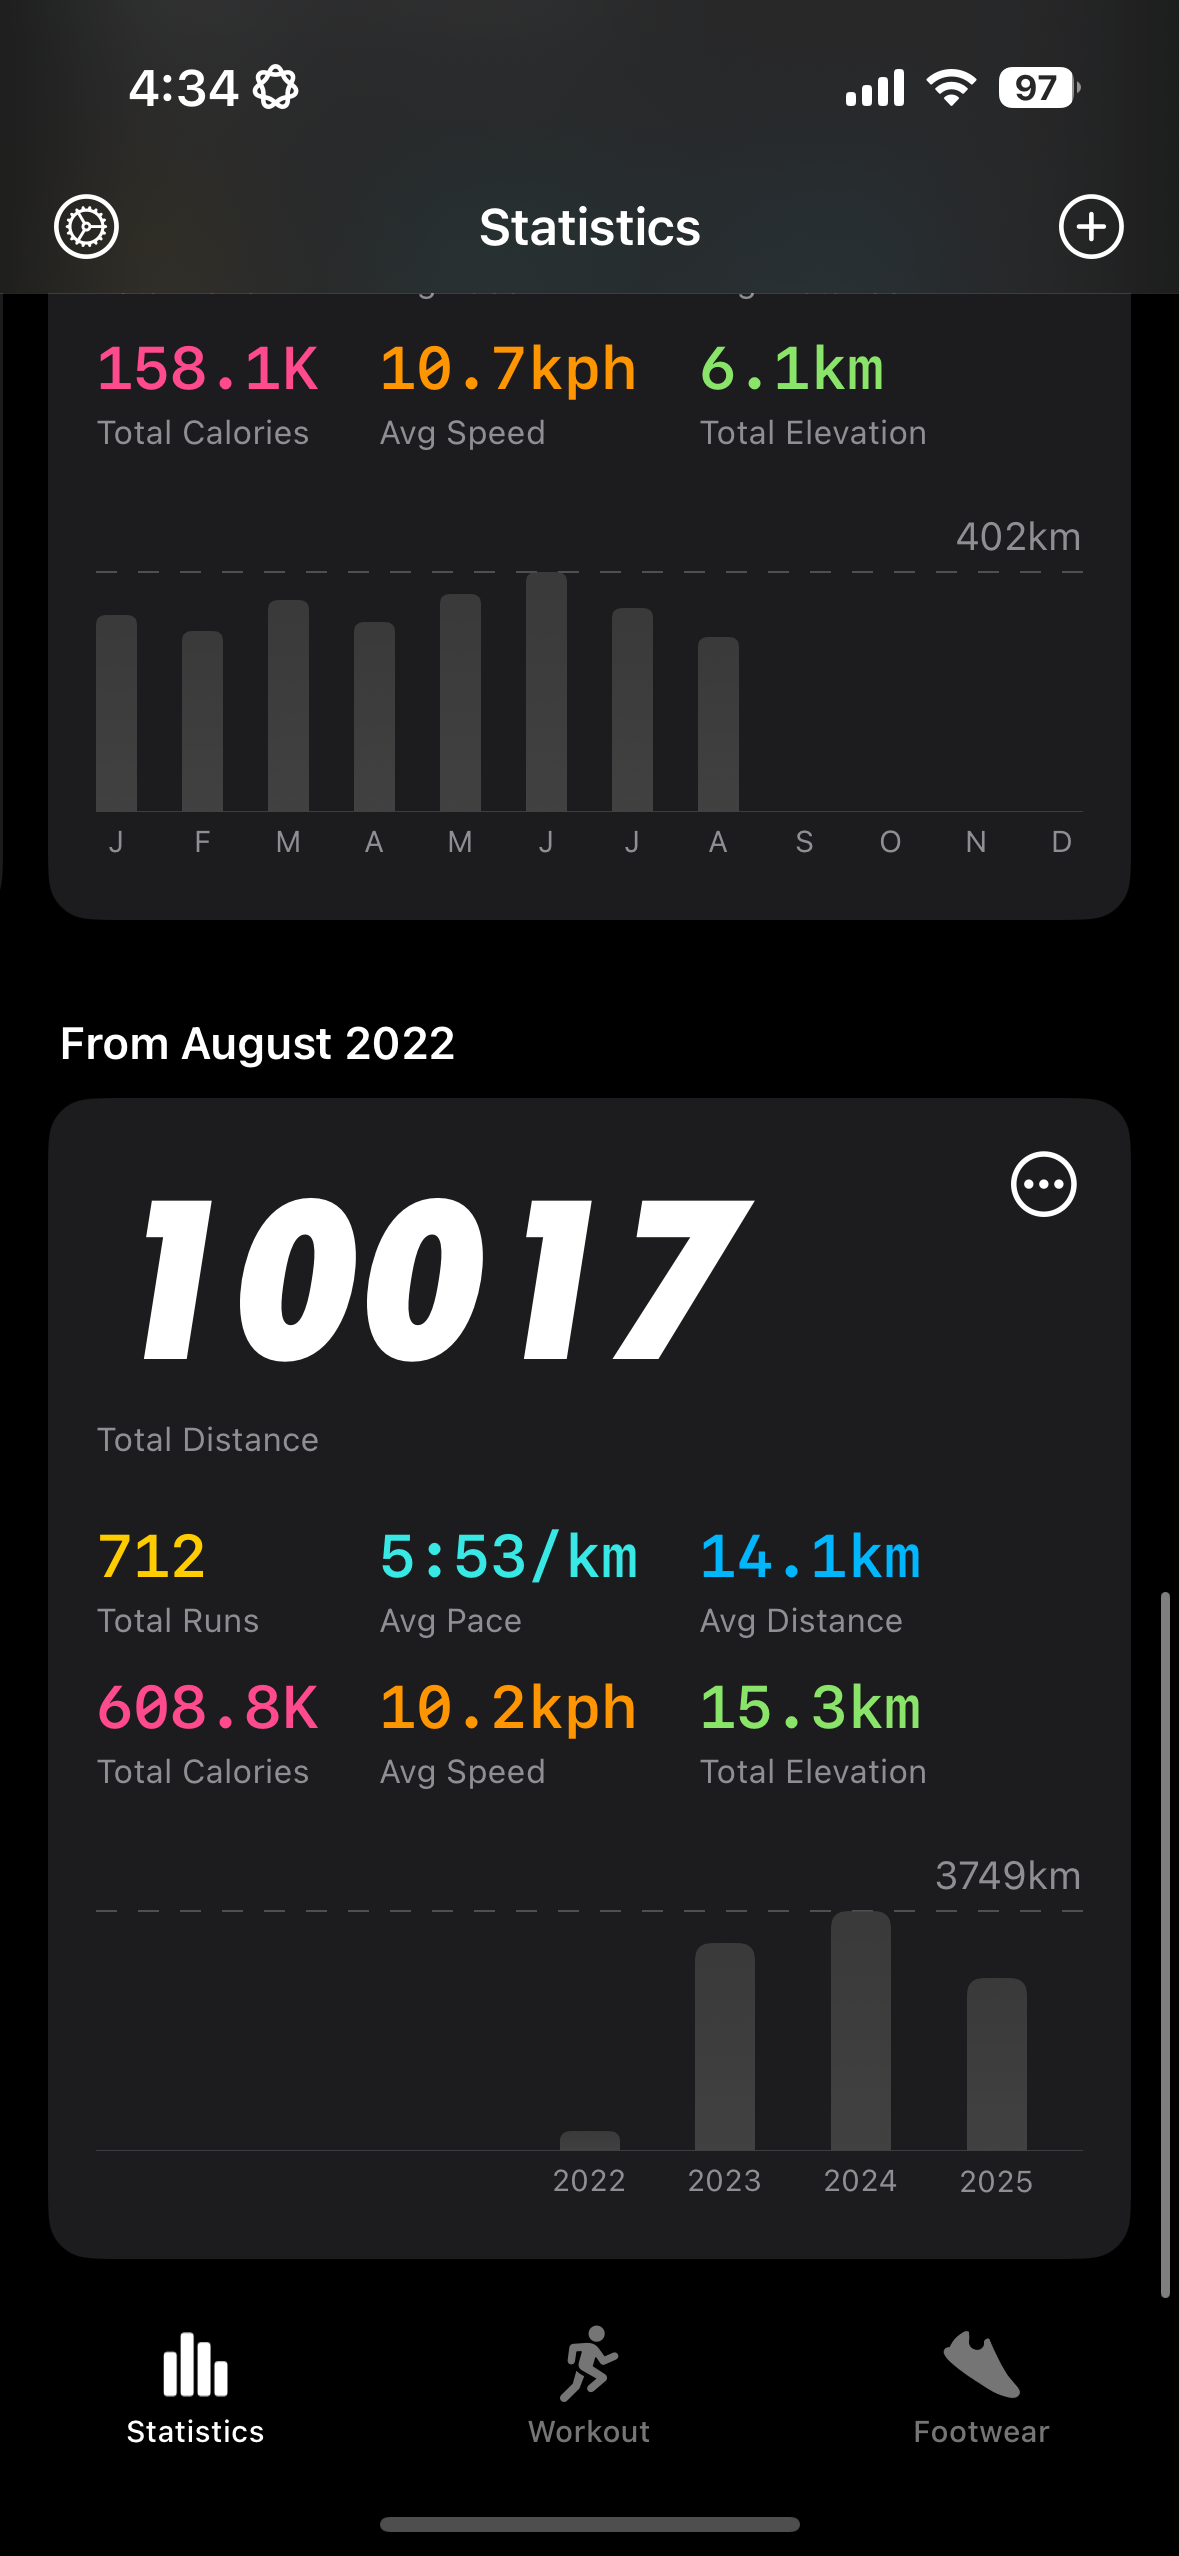 4:34
97
Statistics
158.1K 10.7kph 6.1km
Total Calories Avg Speed Total Elevation
402km
J F M A M J J A S O N D
From August 2022
10017
Total Distance
712 5:53/km 14.1km
Total Runs Avg Pace Avg Distance
608.8K 10.2kph 15.3km
Total Calories Avg Speed Total Elevation
3749km
2022 2023 2024 2025
Statistics Workout Footwear